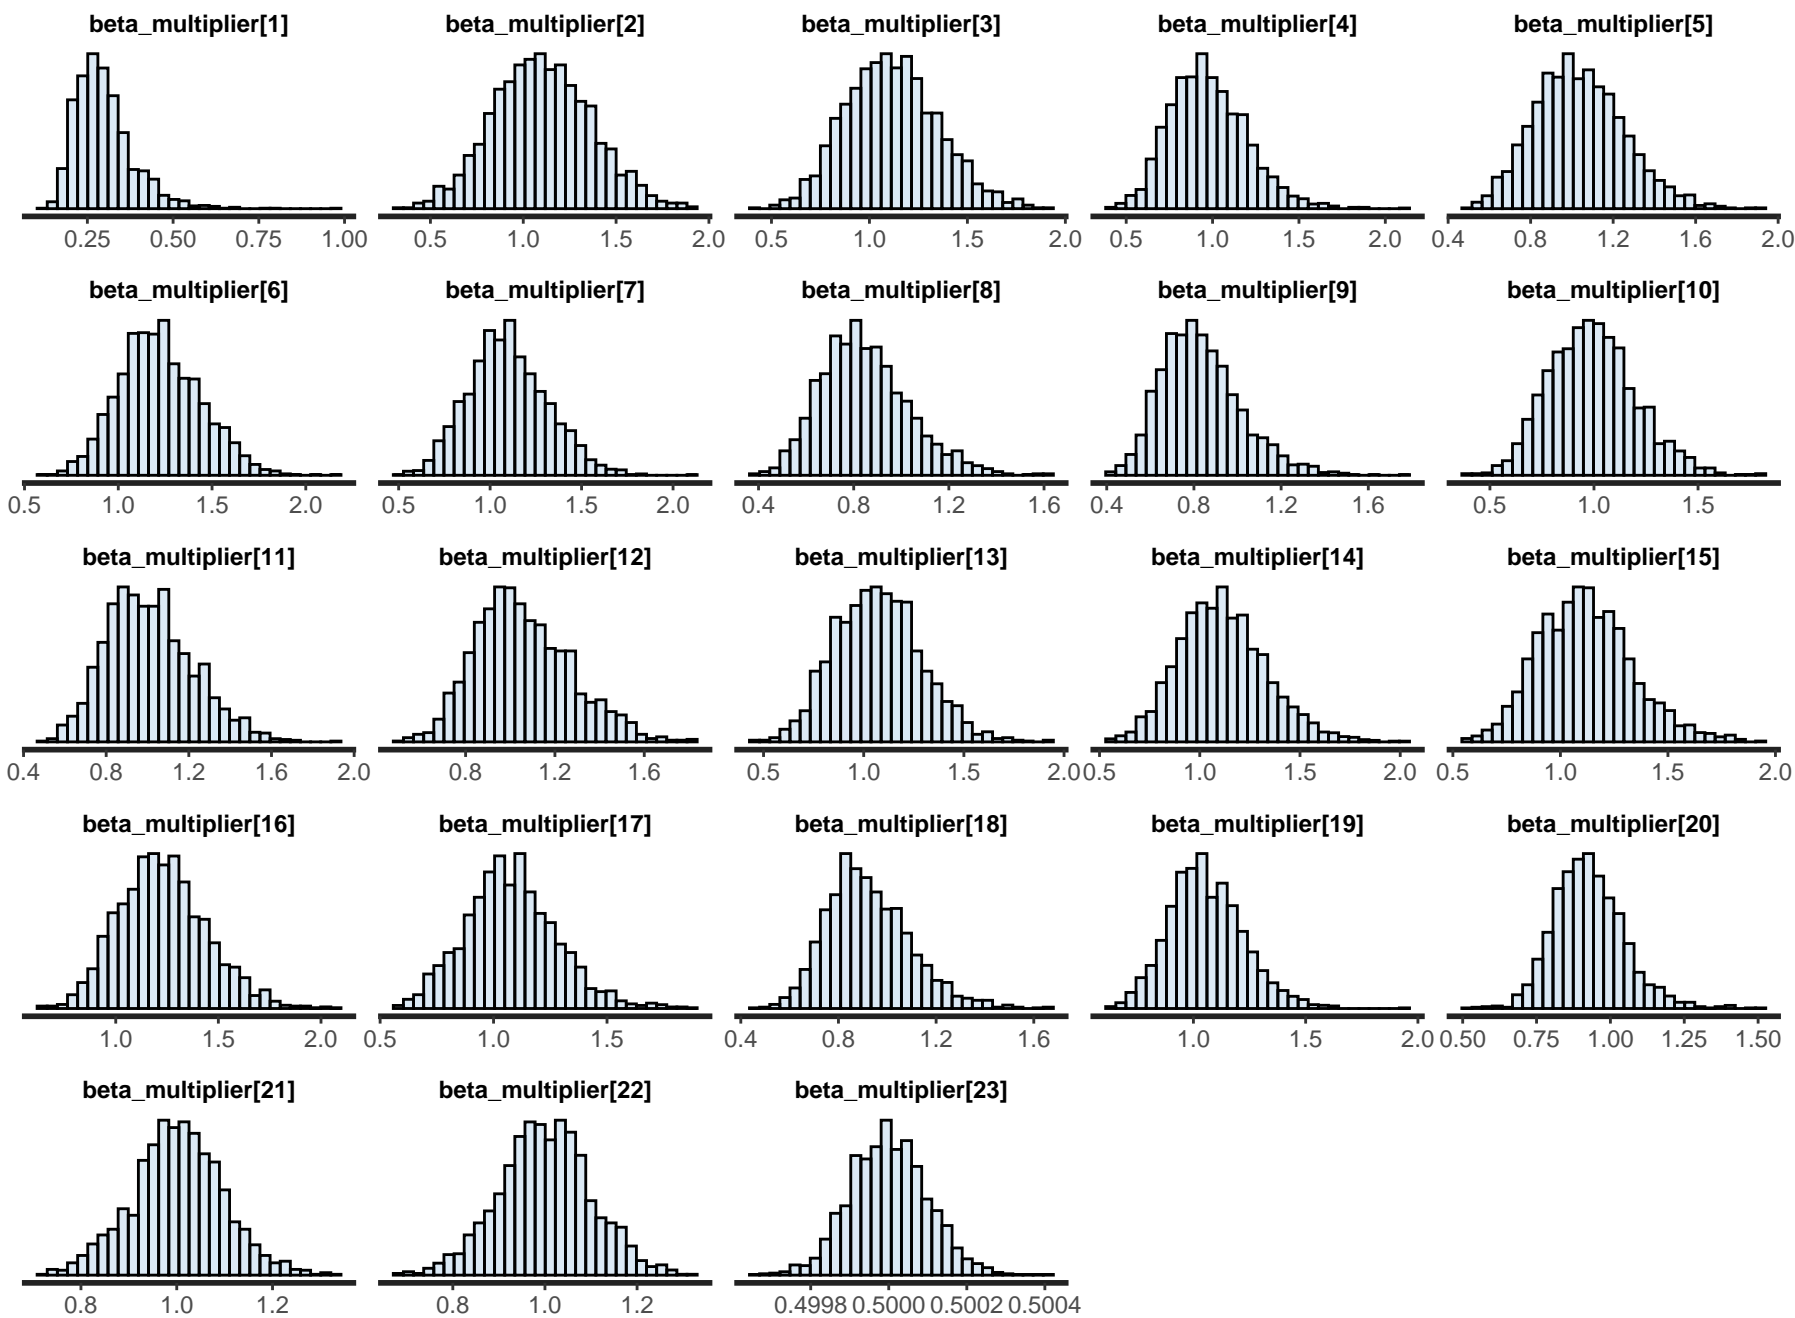 beta_multiplier[1] beta_multiplier[2] beta_multiplier[3] beta_multiplier[4] beta_multiplier[5]
0.25 0.50 0.75 1.00 0.5 1.0 1.5 2.0 0.5 1.0 1.5 2.0 0.5 1.0 1.5 2.0 0.4 0.8 1.2 1.6 2.0
beta_multiplier[6] beta_multiplier[7] beta_multiplier[8] beta_multiplier[9] beta_multiplier[10]
0.5 1.0 1.5 2.0 0.5 1.0 1.5 2.0 0.4 0.8 1.2 1.6 0.4 0.8 1.2 1.6 0.5 1.0 1.5
beta_multiplier[11] beta_multiplier[12] beta_multiplier[13] beta_multiplier[14] beta_multiplier[15]
0.4 0.8 1.2 1.6 2.0 0.8 1.2 1.6 0.5 1.0 1.5 2.0 0.5 1.0 1.5 2.0 0.5 1.0 1.5 2.0
beta_multiplier[16] beta_multiplier[17] beta_multiplier[18] beta_multiplier[19] beta_multiplier[20]
1.0 1.5 2.0 0.5 1.0 1.5 0.4 0.8 1.2 1.6 1.0 1.5 2.0 0.50 0.75 1.00 1.25 1.50
beta_multiplier[21] beta_multiplier[22] beta_multiplier[23]
0.8 1.0 1.2 0.8 1.0 1.2 0.4998 0.5000 0.5002 0.5004